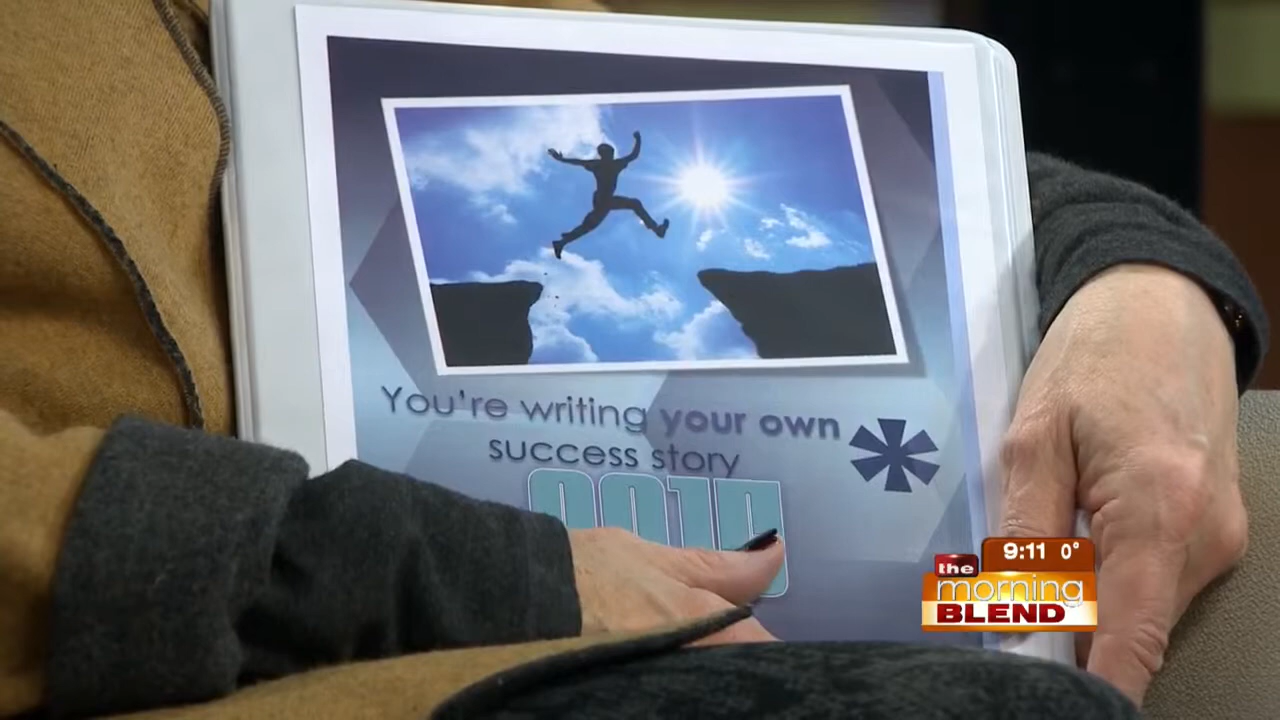 You're writing your own
success story
9:11 0°
the
morning
BLEND